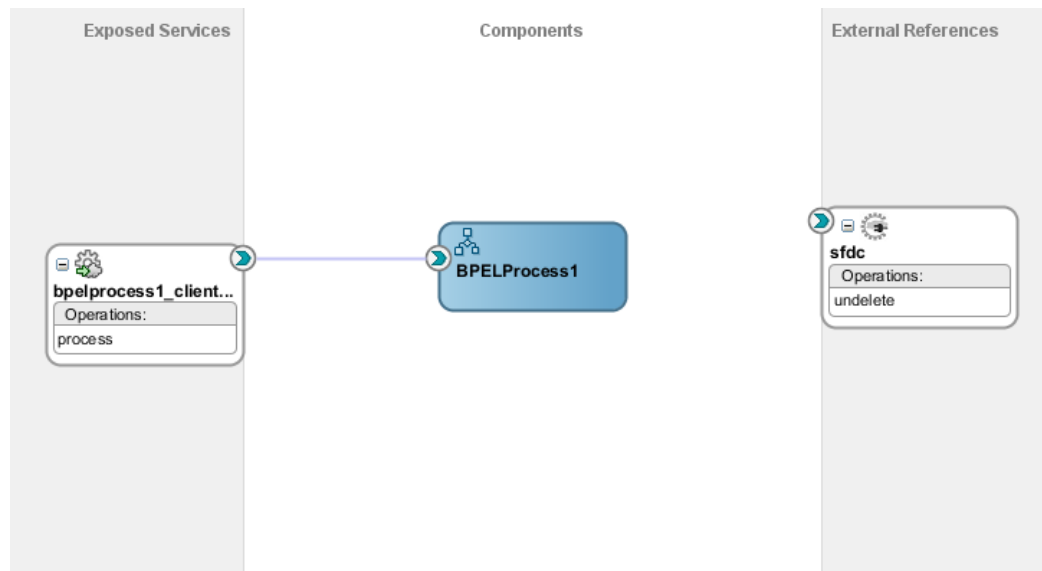 Exposed Services
Components
External References
bpelprocess1_client...
Operations:
process
BPELProcess1
sfdc
Operations:
undelete